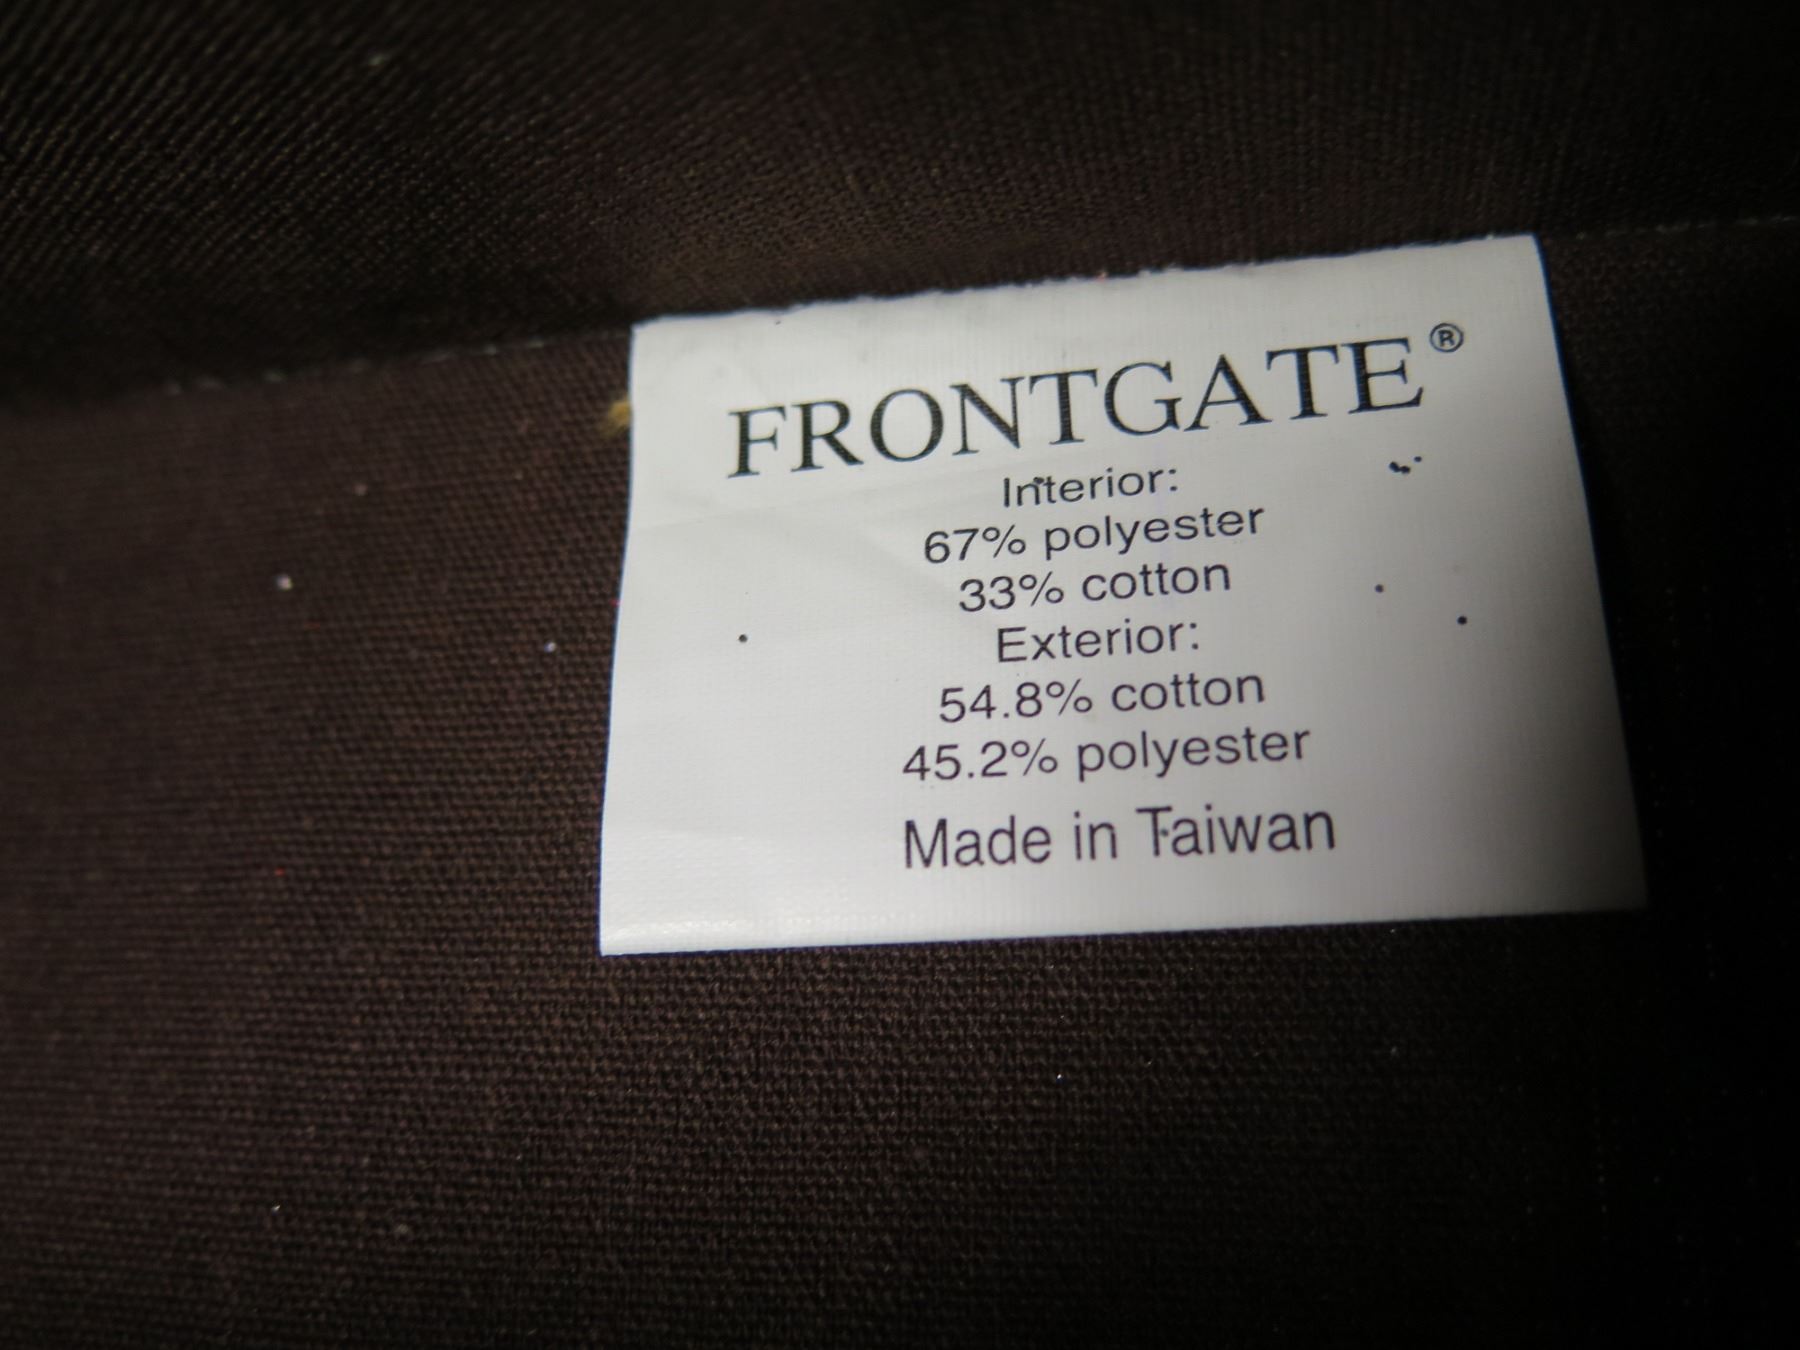 FRONTGATE®
Interior:
67% polyester
33% cotton
Exterior:
54.8% cotton
45.2% polyester
Made in Taiwan